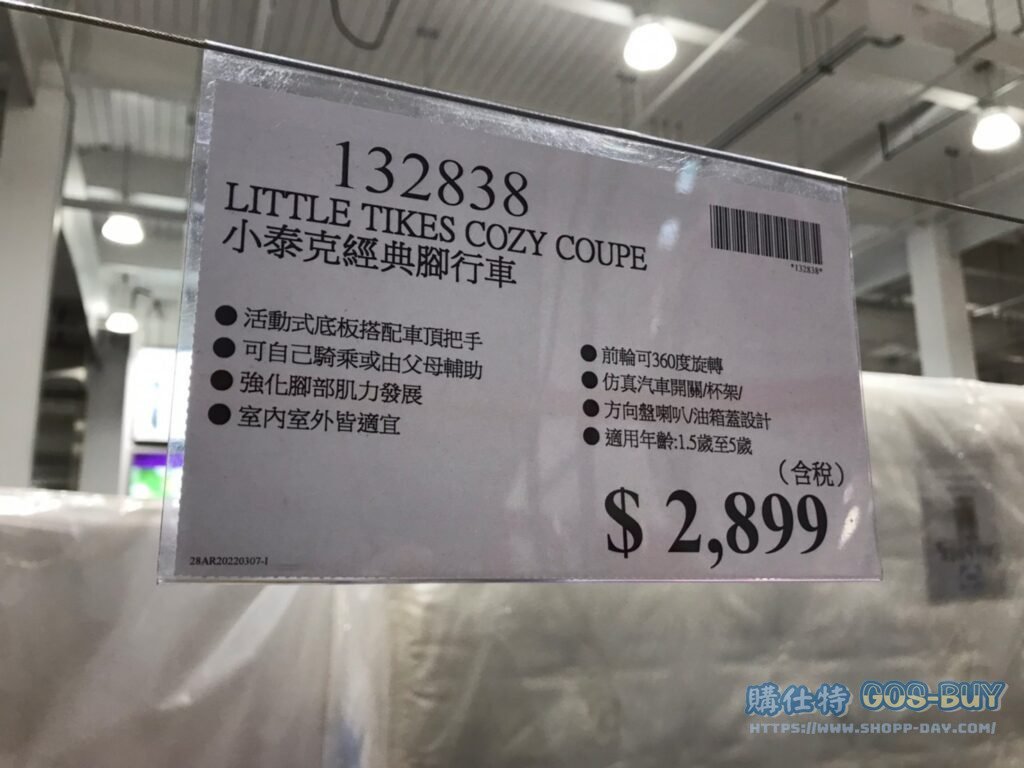 132838
LITTLE TIKES COZY COUPE
小泰克經典腳行車
*132838*
●活動式底板搭配車頂把手
●可自己騎乘或由父母輔助
●強化腳部肌力發展
●室內室外皆適宜
●前輪可360度旋轉
●仿真汽車開關/杯架/
●方向盤喇叭/油箱蓋設計
●適用年齡:1.5歲至5歲
(含稅)
$ 2,899
28AR20220307-1
購仕特 GOS-BUY
HTTPS://WWW.SHOPP-DAY.COM/